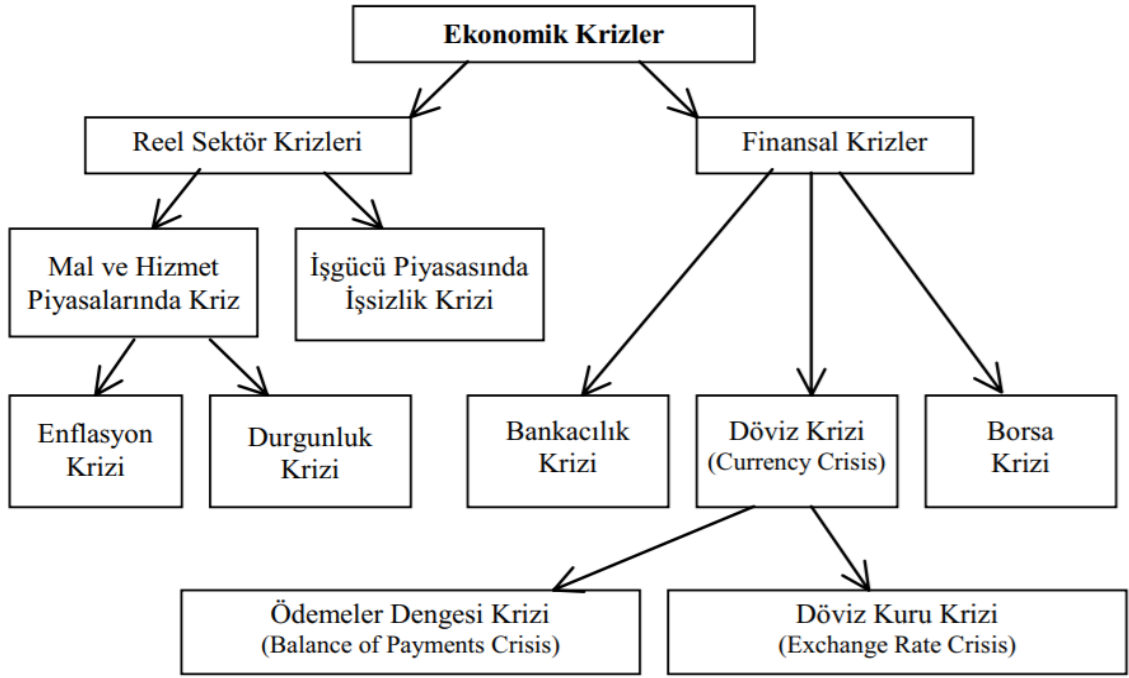 Ekonomik Krizler
Reel Sektör Krizleri
Finansal Krizler
Mal ve Hizmet
Piyasalarında Kriz
İşgücü Piyasasında
İşsizlik Krizi
Enflasyon
Krizi
Durgunluk
Krizi
Bankacılık
Krizi
Döviz Krizi
(Currency Crisis)
Borsa
Krizi
Ödemeler Dengesi Krizi
(Balance of Payments Crisis)
Döviz Kuru Krizi
(Exchange Rate Crisis)